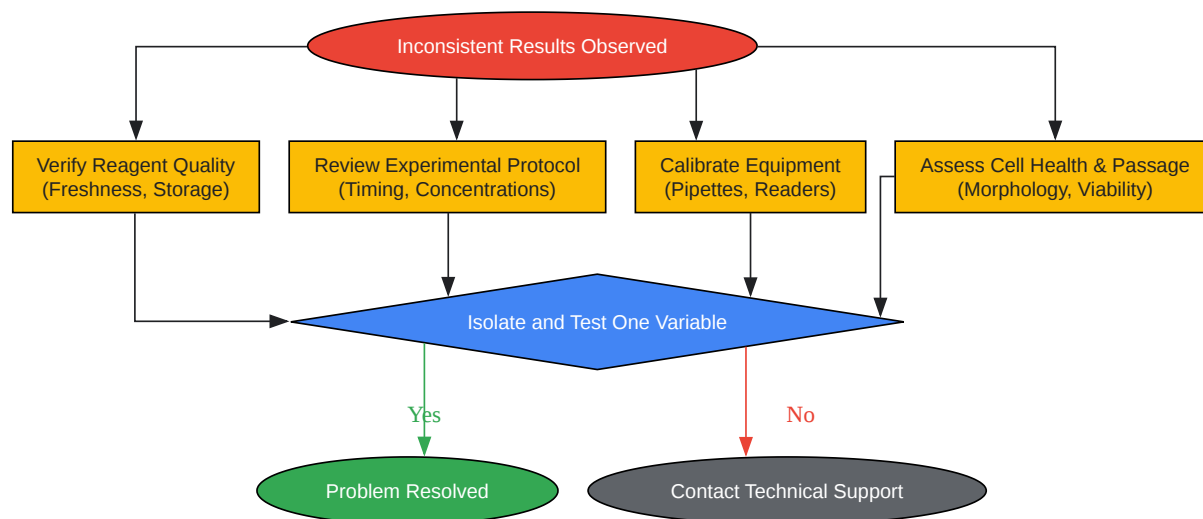 Inconsistent Results Observed
Verify Reagent Quality
(Freshness, Storage)
Review Experimental Protocol
(Timing, Concentrations)
Calibrate Equipment
(Pipettes, Readers)
Assess Cell Health & Passage
(Morphology, Viability)
Isolate and Test One Variable
Yes
No
Problem Resolved
Contact Technical Support